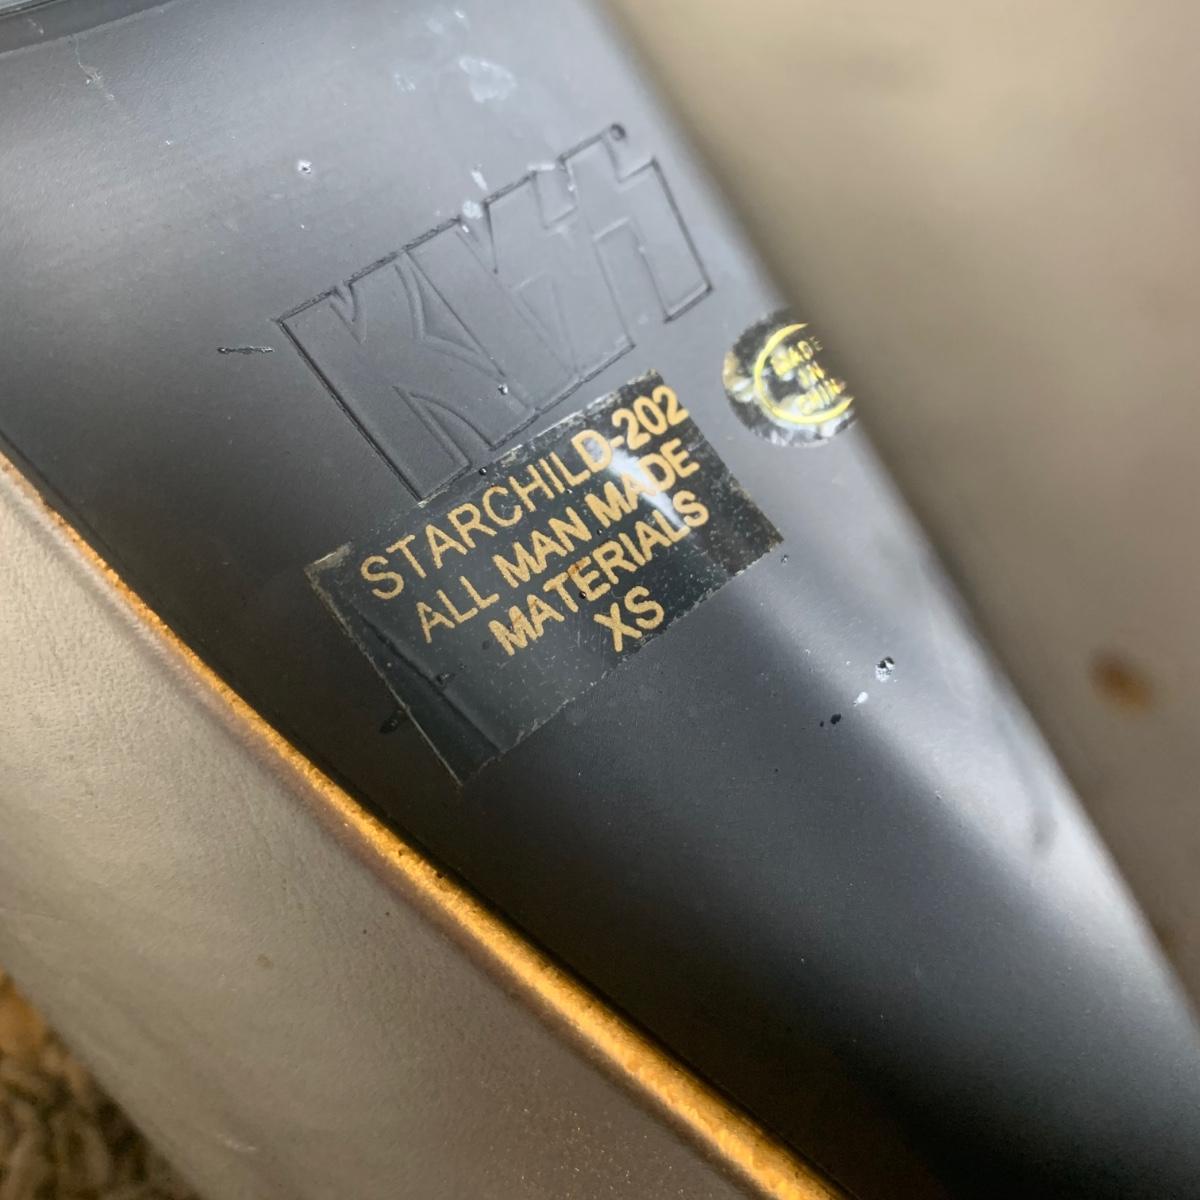 KISS
STARCHILD-202
ALL MAN MADE
MATERIALS
XS
MADE
IN
CHINA